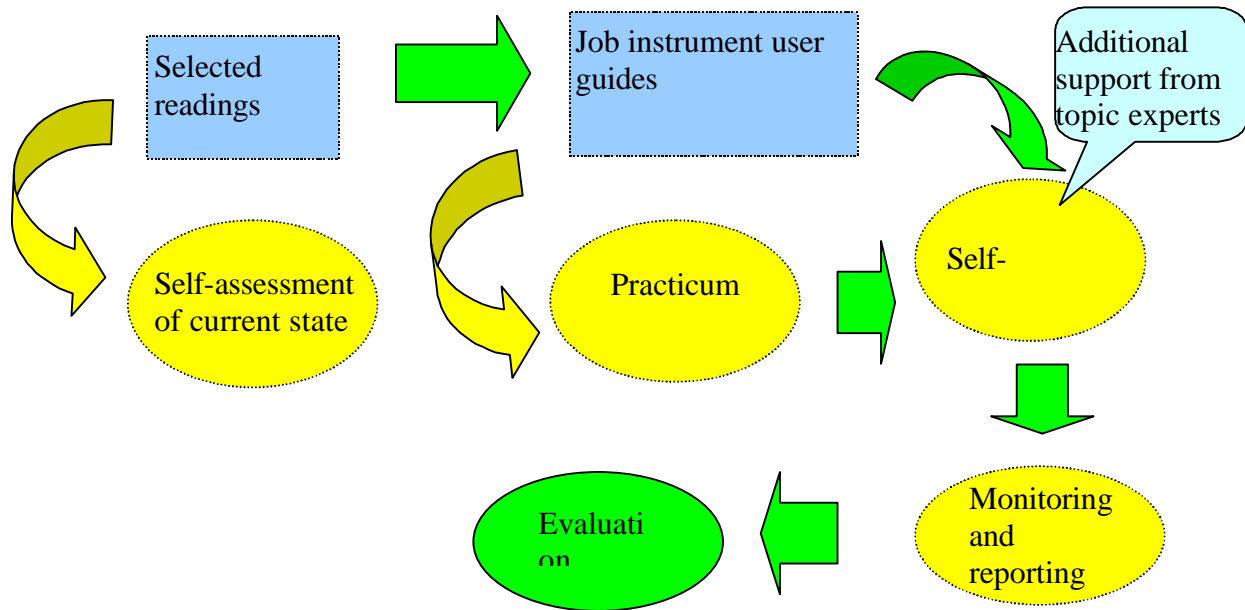 Selected
readings
Job instrument user
guides
Additional
support from
topic experts
Self-assessment
of current state
Practicum
Self-
Evaluati
on
Monitoring
and
reporting